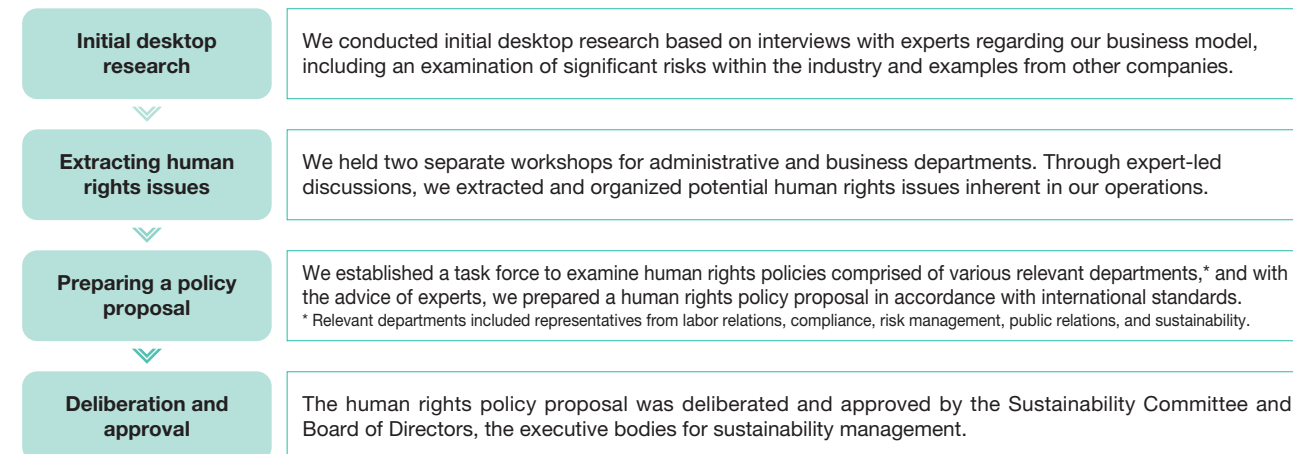 Initial desktop
research
We conducted initial desktop research based on interviews with experts regarding our business model,
including an examination of significant risks within the industry and examples from other companies.
Extracting human
rights issues
We held two separate workshops for administrative and business departments. Through expert-led
discussions, we extracted and organized potential human rights issues inherent in our operations.
Preparing a policy
proposal
We established a task force to examine human rights policies comprised of various relevant departments,* and with
the advice of experts, we prepared a human rights policy proposal in accordance with international standards.
* Relevant departments included representatives from labor relations, compliance, risk management, public relations, and sustainability.
Deliberation and
approval
The human rights policy proposal was deliberated and approved by the Sustainability Committee and
Board of Directors, the executive bodies for sustainability management.